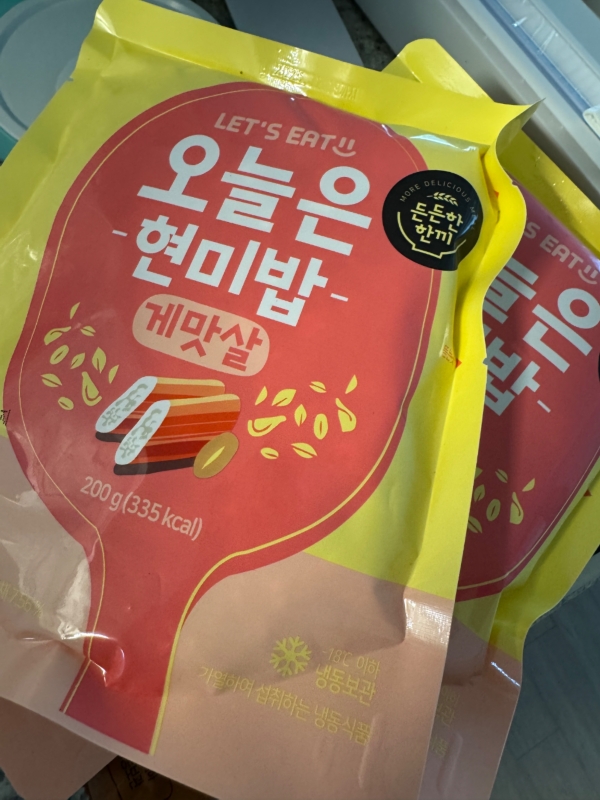 LET'S EAT
오늘은
-현미밥-
게맛살
MORE DELICIOUS
든든한
한끼
200 g (335 kcal)
-18℃ 이하
냉동보관
가열하여 섭취하는 냉동식품
S EAT
늘은
밥-